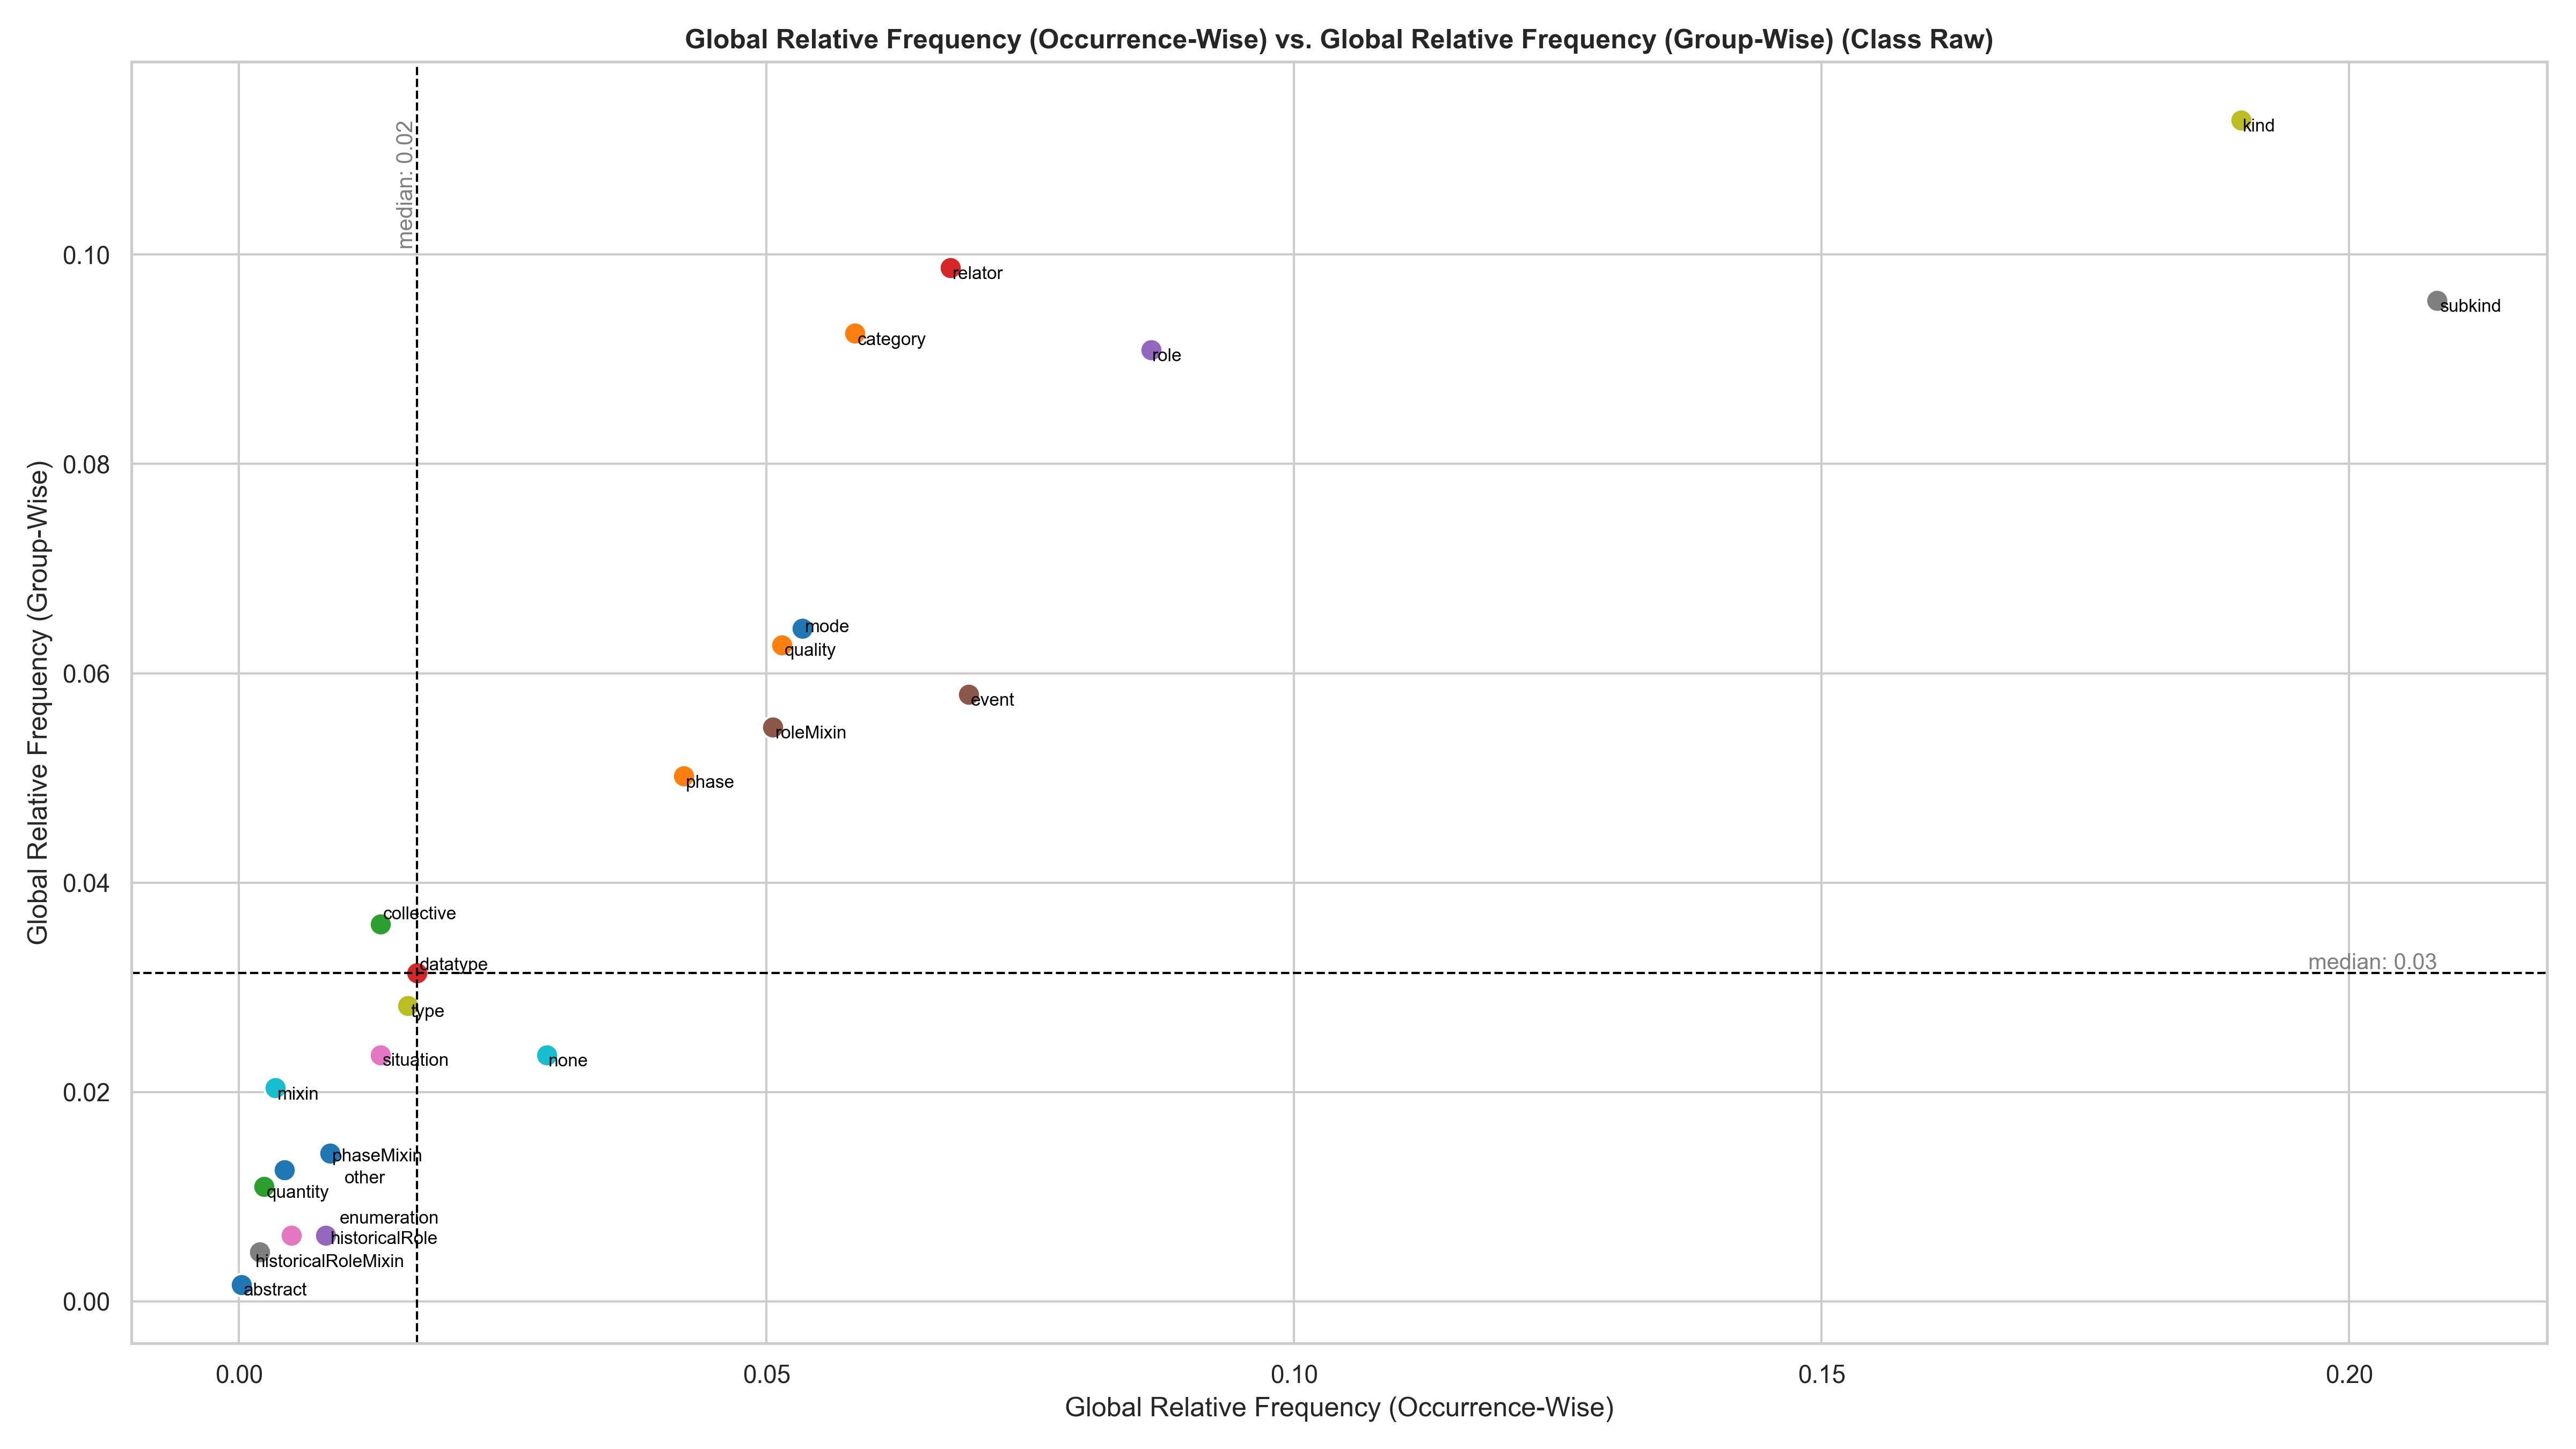 Global Relative Frequency (Occurrence-Wise) vs. Global Relative Frequency (Group-Wise) (Class Raw)
median: 0.02
kind
0.10
relator
subkind
category
role
0.08
Global Relative Frequency (Group-Wise)
mode
quality
0.06
event
roleMixin
phase
0.04
collective
datatype
median: 0.03
type
situation
none
0.02
mixin
phaseMixin
other
quantity
enumeration
historicalRole
historicalRoleMixin
abstract
0.00
0.00
0.05
0.10
0.15
0.20
Global Relative Frequency (Occurrence-Wise)